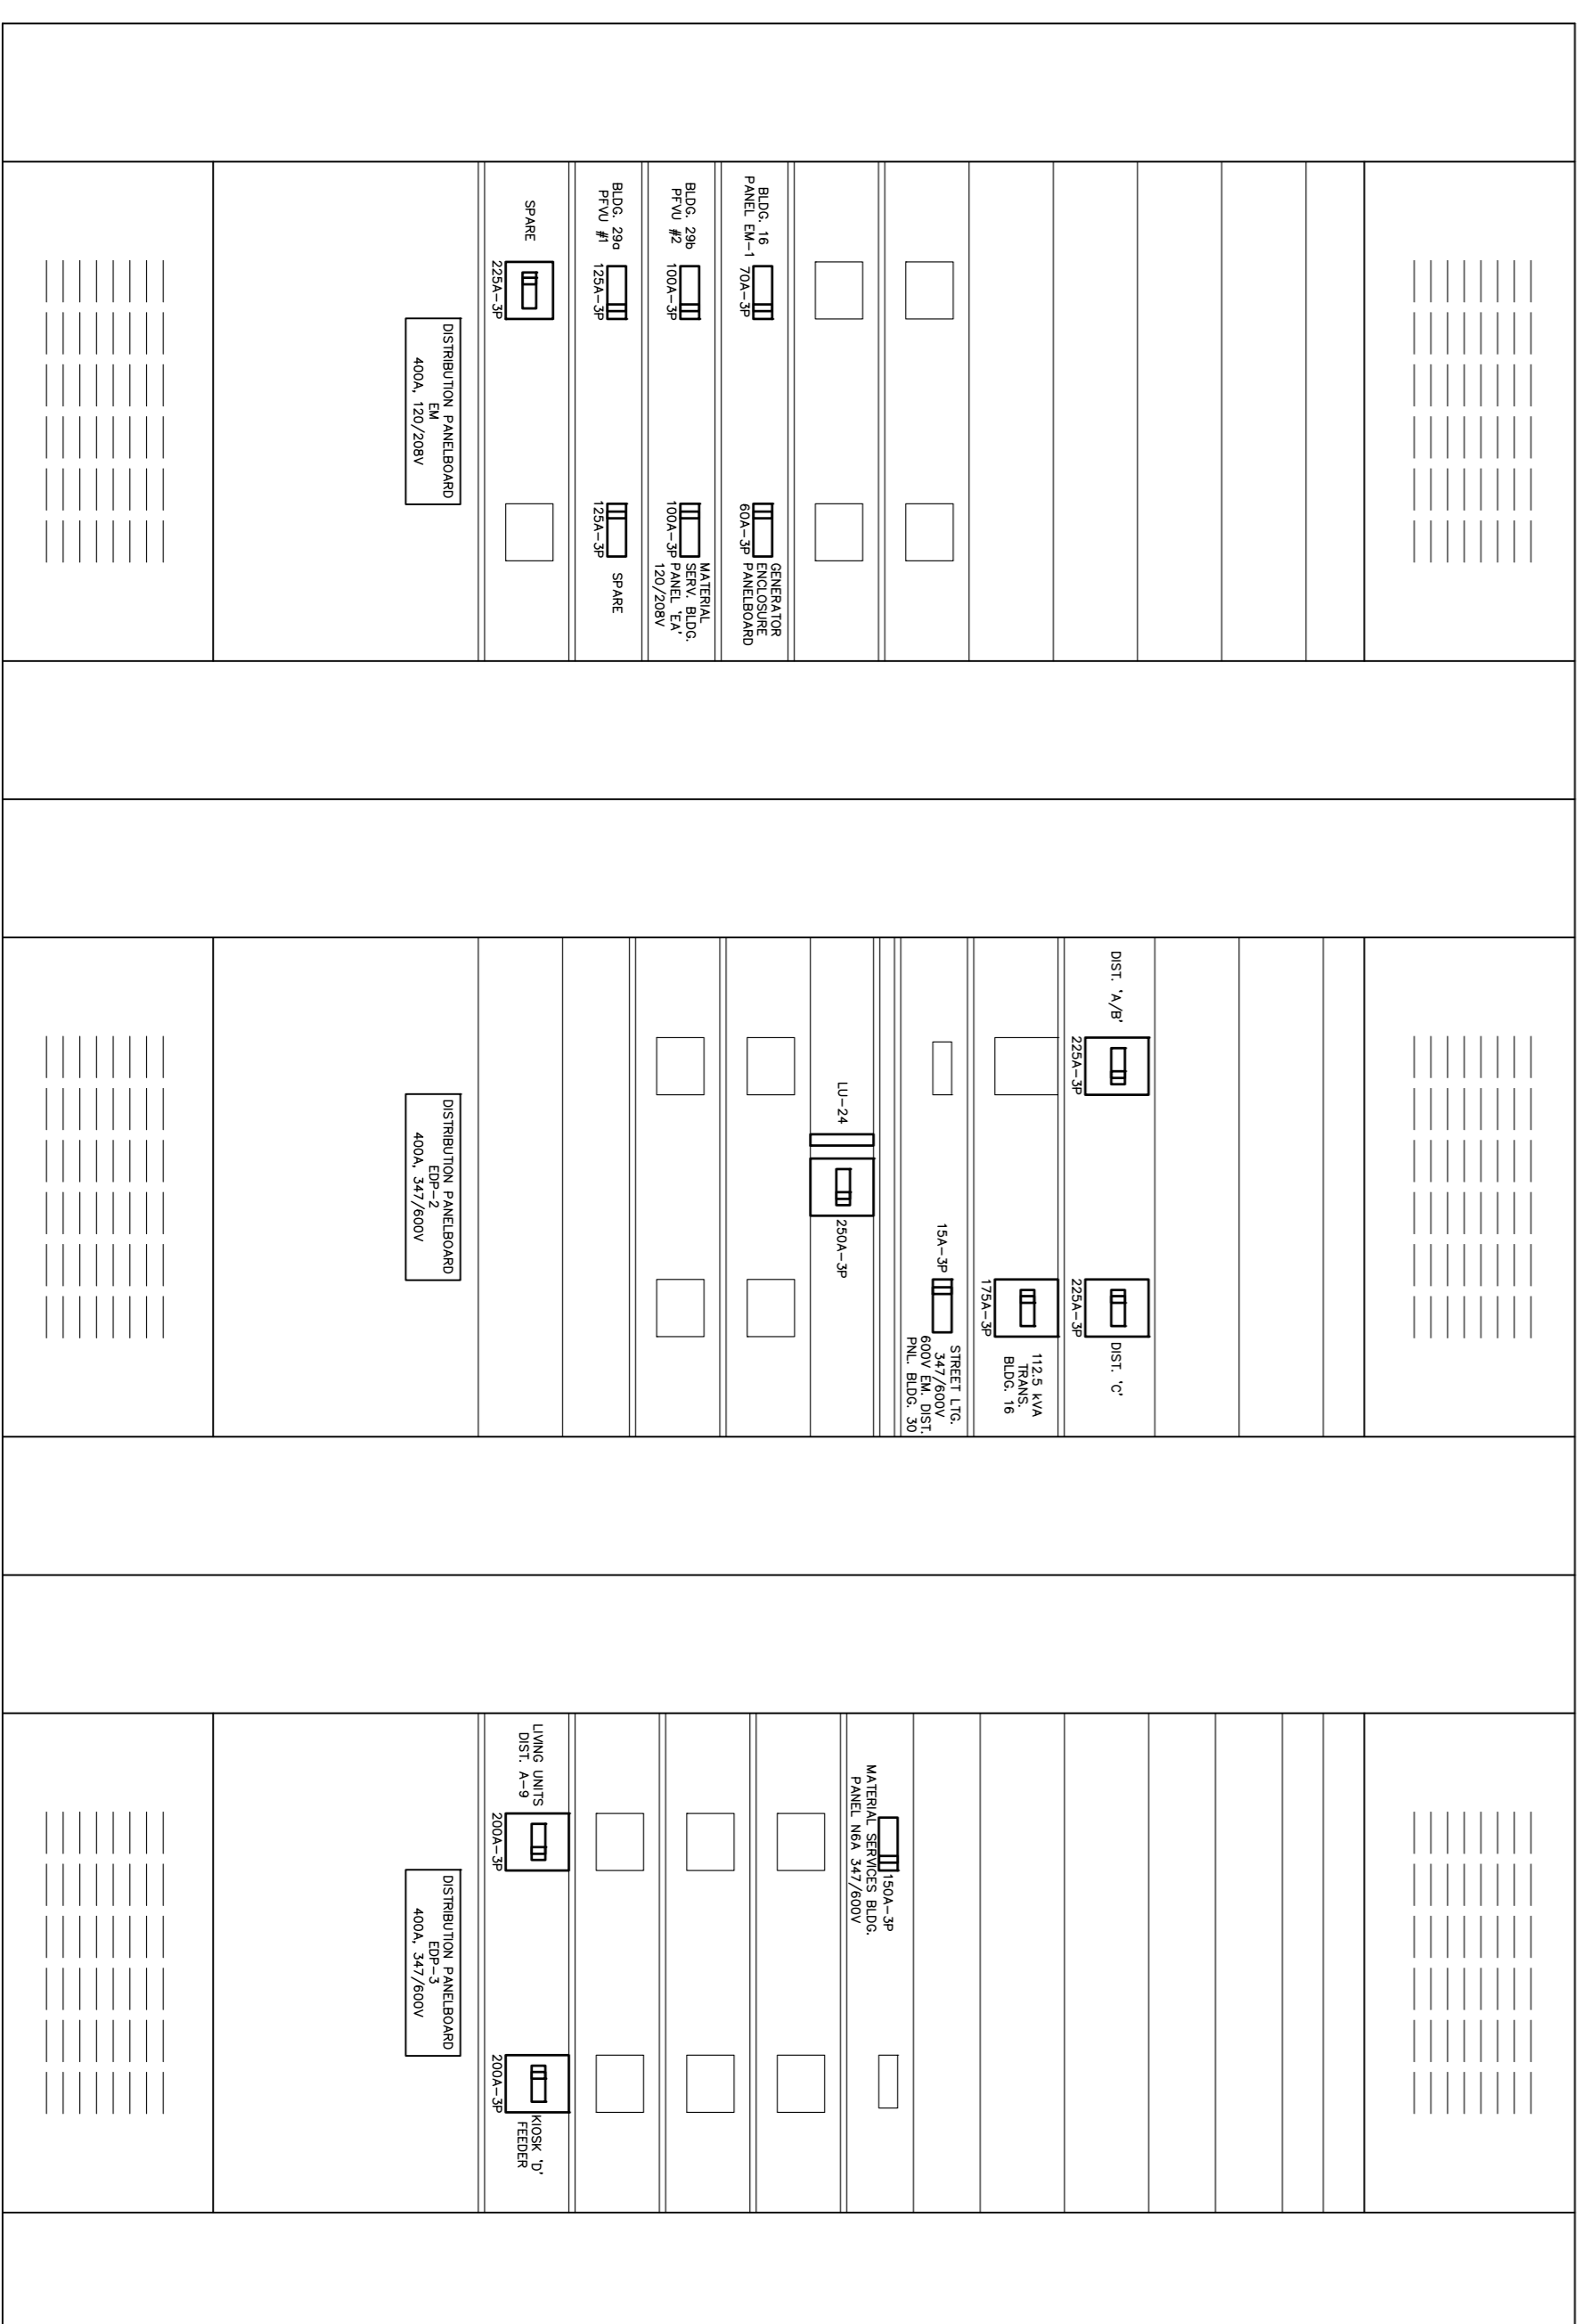 DISTRIBUTION PANELBOARD
EM
400A, 120/208V
SPARE
225A-3P
BLDG. 29a
PFVU #1
125A-3P
125A-3P
SPARE
BLDG. 29b
PFVU #2
100A-3P
100A-3P
MATERIAL
SERV. BLDG.
PANEL 'EA'
120/208V
BLDG. 16
PANEL EM-1
70A-3P
60A-3P
GENERATOR
ENCLOSURE
PANELBOARD
DISTRIBUTION PANELBOARD
EDP-2
400A, 347/600V
LU-24
250A-3P
15A-3P
STREET LTG.
347/600V
600V EM. DIST.
PNL. BLDG. 30
175A-3P
112.5 kVA
TRANS.
BLDG. 16
DIST. 'A/B'
225A-3P
225A-3P
DIST. 'C'
DISTRIBUTION PANELBOARD
EDP-3
400A, 347/600V
LIVING UNITS
DIST. A-9
200A-3P
200A-3P
KIOSK 'D'
FEEDER
150A-3P
MATERIAL SERVICES BLDG.
PANEL N6A 347/600V